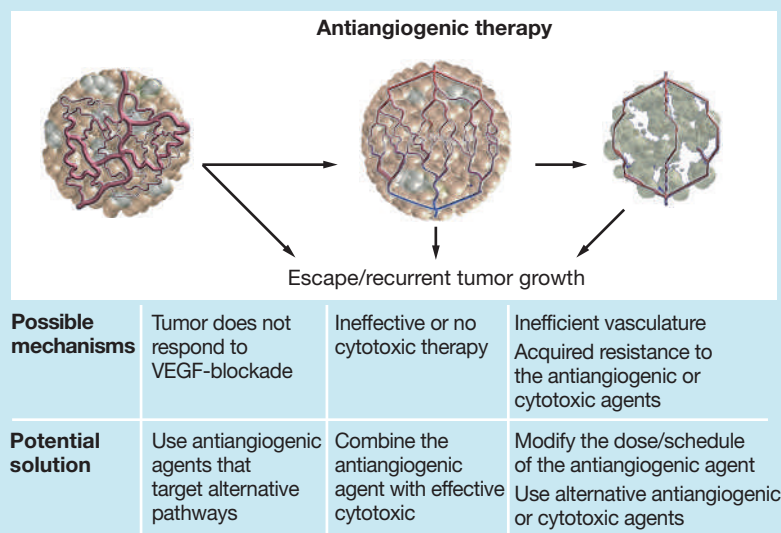 Antiangiogenic therapy
Escape/recurrent tumor growth
Possible
mechanisms
Tumor does not
respond to
VEGF-blockade
Ineffective or no
cytotoxic therapy
Inefficient vasculature
Acquired resistance to
the antiangiogenic or
cytotoxic agents
Potential
solution
Use antiangiogenic
agents that
target alternative
pathways
Combine the
antiangiogenic
agent with effective
cytotoxic
Modify the dose/schedule
of the antiangiogenic agent
Use alternative antiangiogenic
or cytotoxic agents